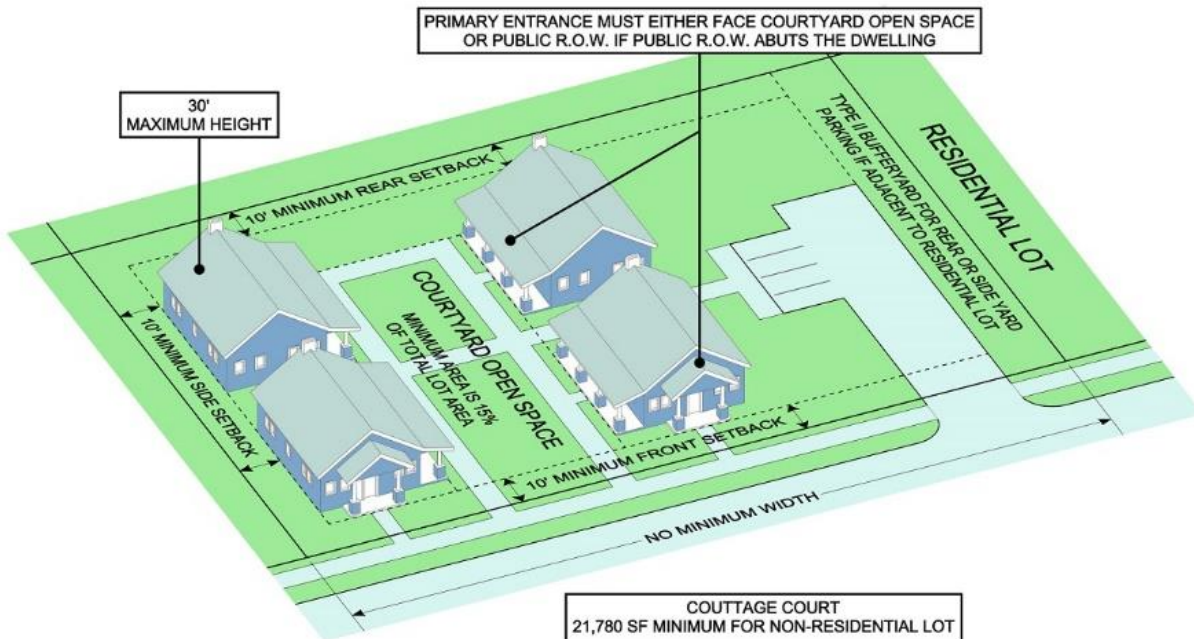 PRIMARY ENTRANCE MUST EITHER FACE COURTYARD OPEN SPACE
OR PUBLIC R.O.W. IF PUBLIC R.O.W. ABUTS THE DWELLING
30'
MAXIMUM HEIGHT
10' MINIMUM REAR SETBACK
TYPE II BUFFERYARD FOR REAR OR SIDE YARD
PARKING IF ADJACENT TO RESIDENTIAL LOT
RESIDENTIAL LOT
COURTYARD OPEN SPACE
MINIMUM AREA IS 15%
OF TOTAL LOT AREA
10' MINIMUM SIDE SETBACK
10' MINIMUM FRONT SETBACK
NO MINIMUM WIDTH
COUTTAGE COURT
21,780 SF MINIMUM FOR NON-RESIDENTIAL LOT